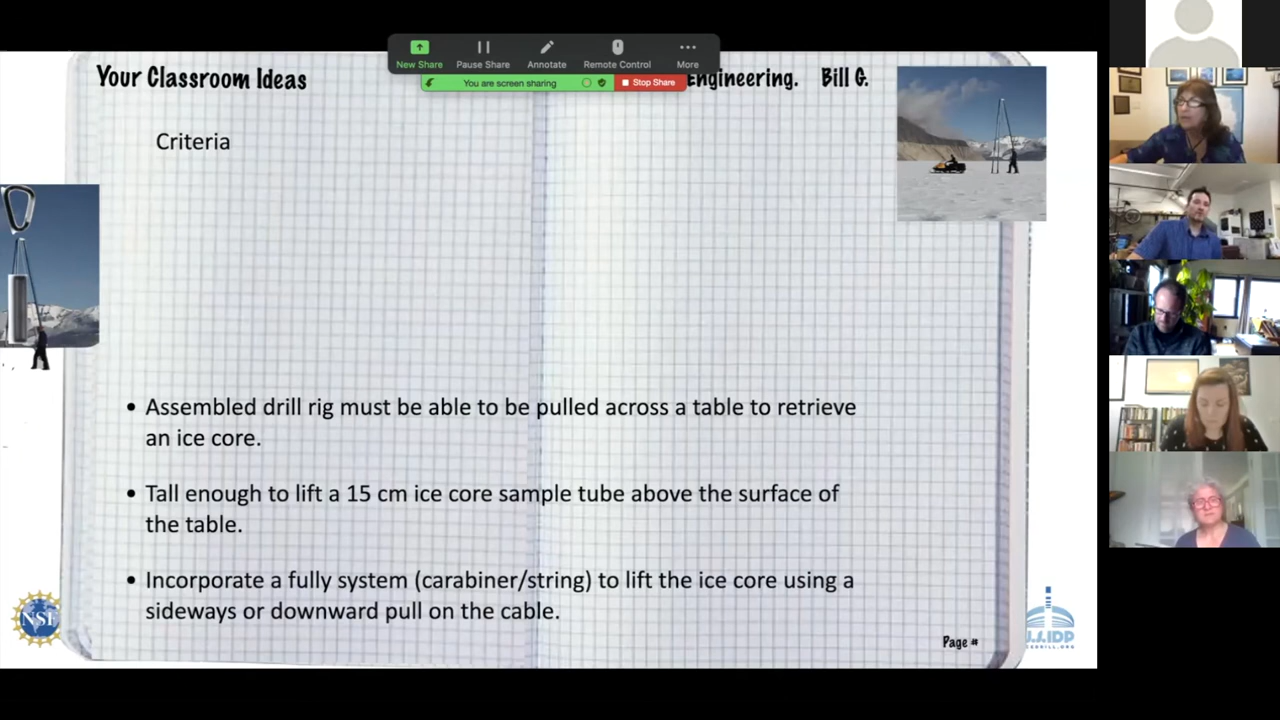 New Share
Pause Share
Annotate
Remote Control
More
You are screen sharing
Stop Share
Your Classroom Ideas
Engineering. Bill G.
Criteria
• Assembled drill rig must be able to be pulled across a table to retrieve
an ice core.
• Tall enough to lift a 15 cm ice core sample tube above the surface of
the table.
• Incorporate a fully system (carabiner/string) to lift the ice core using a
sideways or downward pull on the cable.
Page #
NSF
U.S. IDP